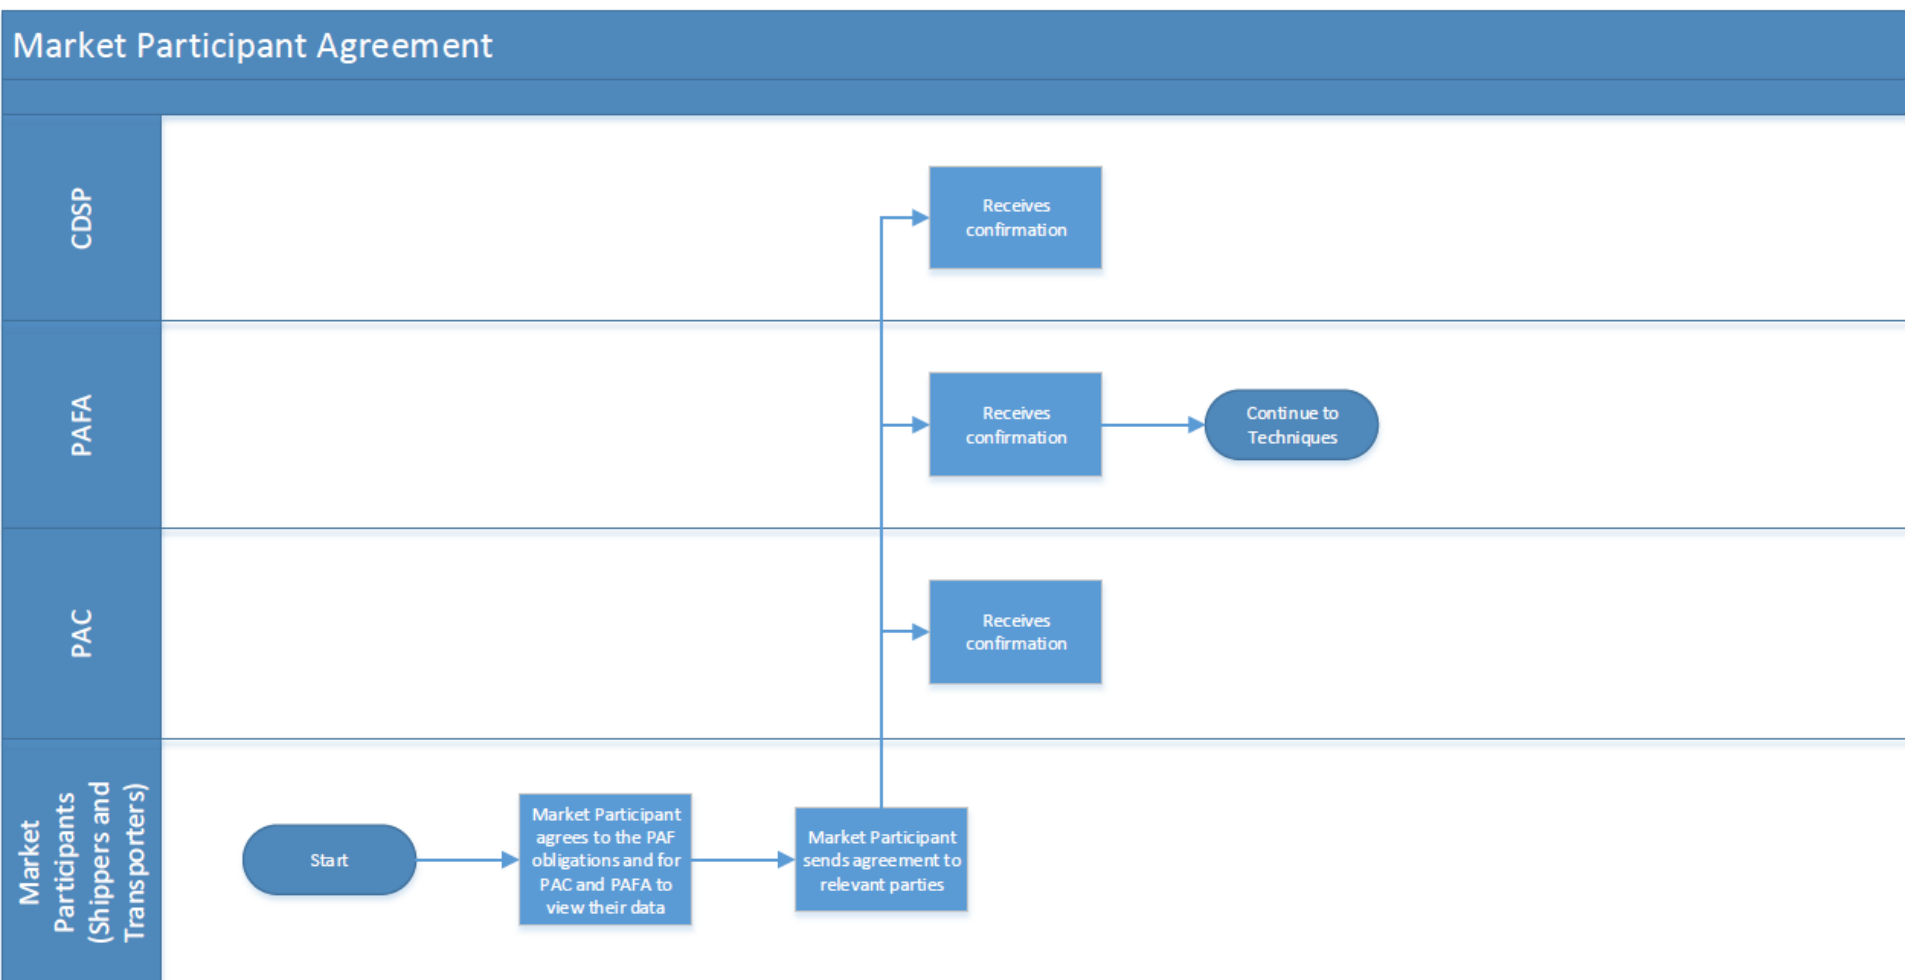 Market Participant Agreement
CDSP
Receives
confirmation
PAFA
Receives
confirmation
Continue to
Techniques
PAC
Receives
confirmation
Market
Participants
(Shippers and
Transporters)
Start
Market Participant
agrees to the PAF
obligations and for
PAC and PAFA to
view their data
Market Participant
sends agreement to
relevant parties